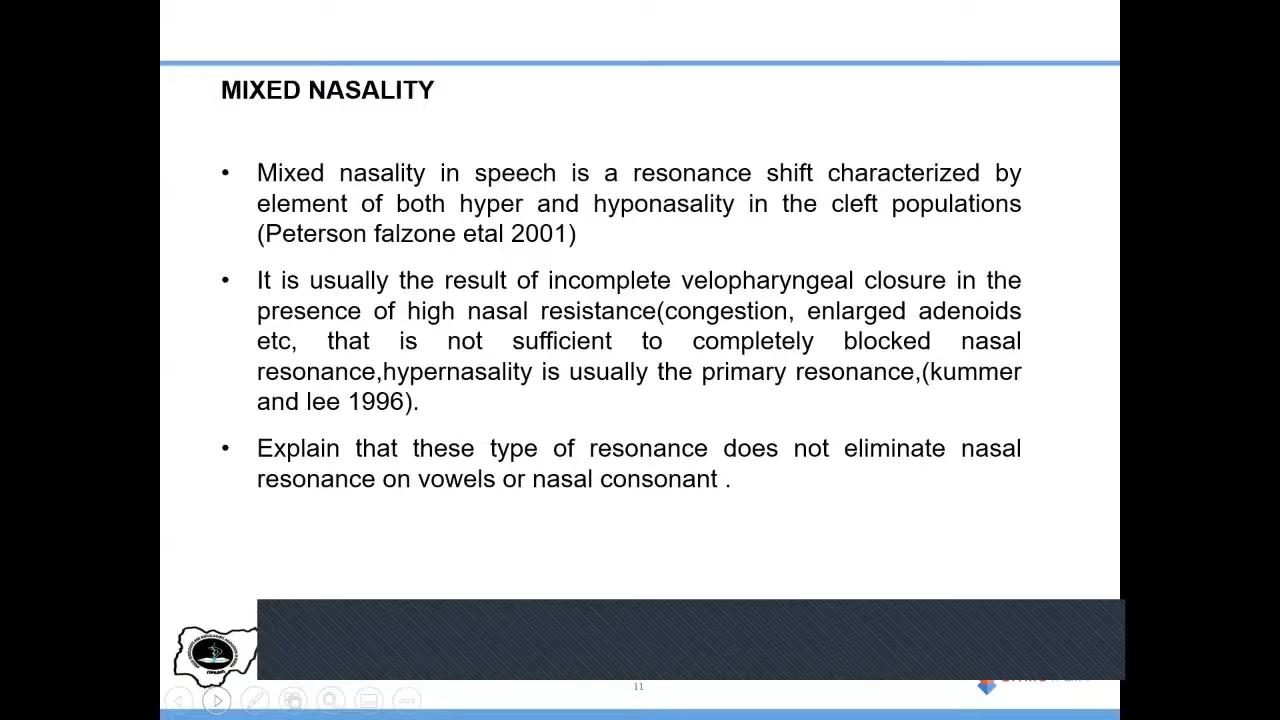 MIXED NASALITY
• Mixed nasality in speech is a resonance shift characterized by
element of both hyper and hyponasality in the cleft populations
(Peterson falzone etal 2001)
• It is usually the result of incomplete velopharyngeal closure in the
presence of high nasal resistance(congestion, enlarged adenoids
etc, that is not sufficient to completely blocked nasal
resonance,hypernasality is usually the primary resonance,(kummer
and lee 1996).
• Explain that these type of resonance does not eliminate nasal
resonance on vowels or nasal consonant .
11